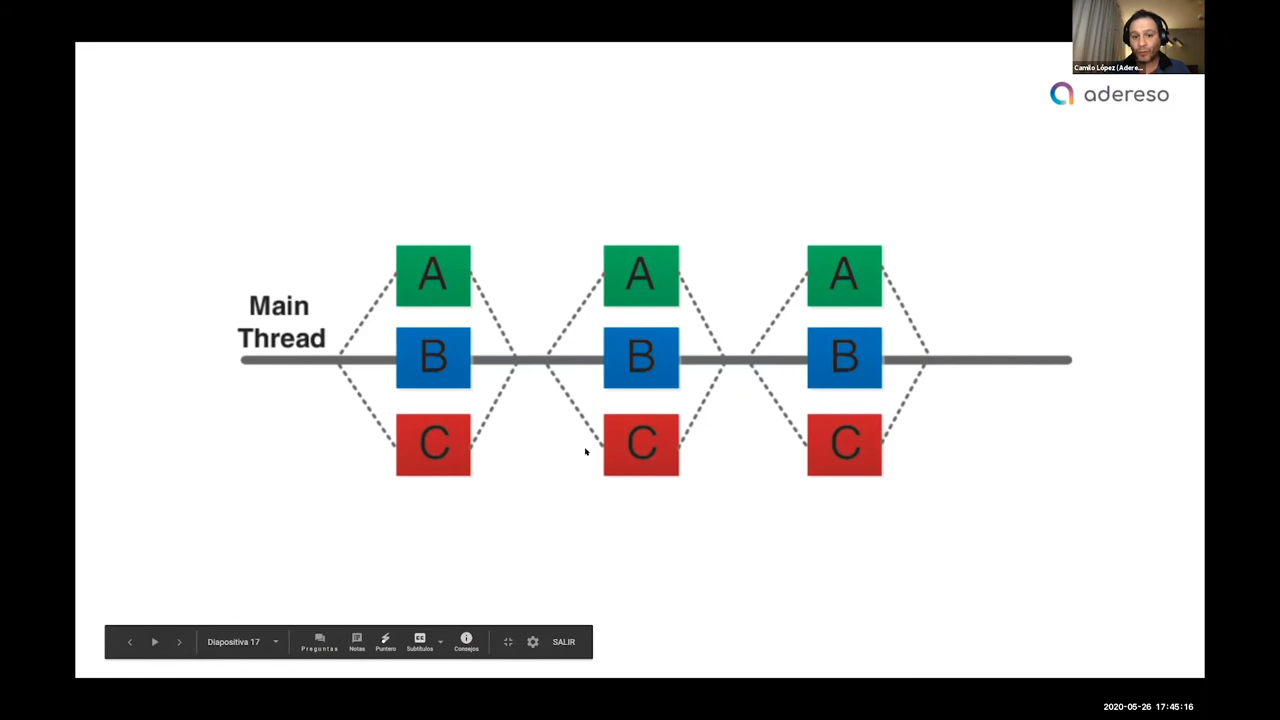 Camilo López (Adere...
adereso
Main
Thread
A A A
B B B
C C C
Diapositiva 17
Preguntas
Notas
Puntero
CC
Subtítulos
Consejos
SALIR
2020-05-26 17:45:16